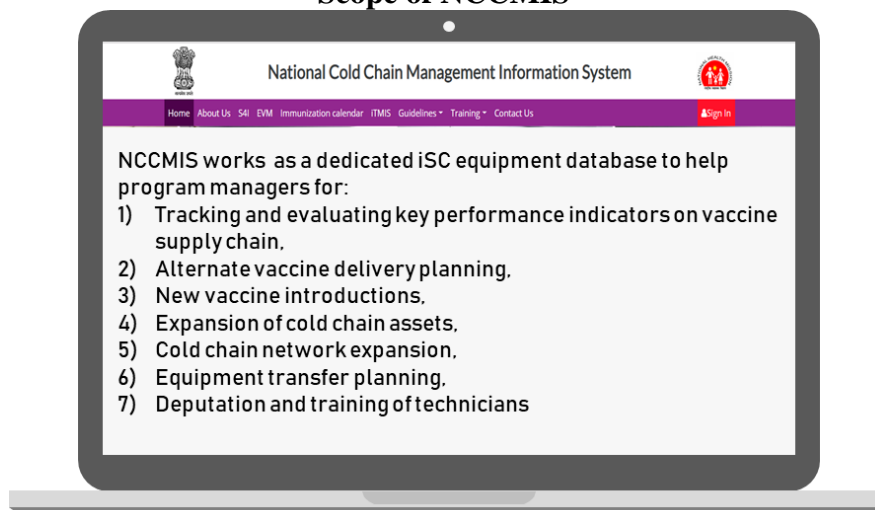 Scope of NCCMIS
National Cold Chain Management Information System
Home About Us S4I EVM Immunization calendar ITMIS Guidelines Training Contact Us Sign In
NCCMIS works as a dedicated iSC equipment database to help
program managers for:
1) Tracking and evaluating key performance indicators on vaccine
supply chain,
2) Alternate vaccine delivery planning,
3) New vaccine introductions,
4) Expansion of cold chain assets,
5) Cold chain network expansion,
6) Equipment transfer planning,
7) Deputation and training of technicians